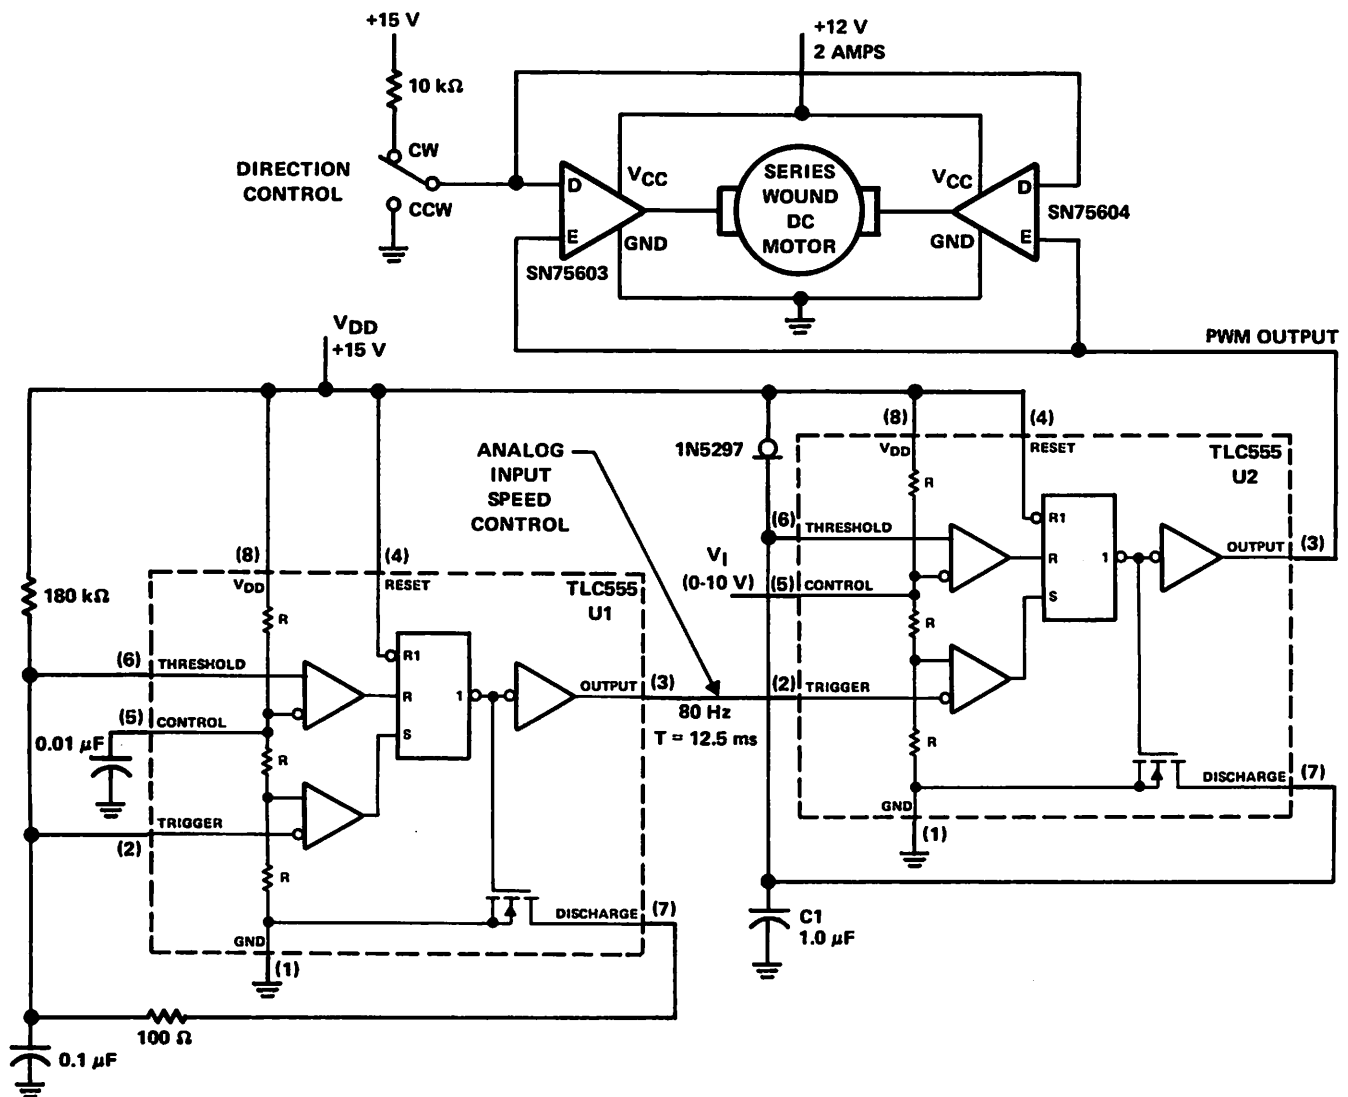 +15 V
10 kΩ
CW
DIRECTION
CONTROL
CCW
+12 V
2 AMPS
D
E
VCC
GND
SN75603
SERIES
WOUND
DC
MOTOR
VCC
GND
D
E
SN75604
PWM OUTPUT
VDD
+15 V
180 kΩ
(8)
VDD
(4)
RESET
TLC555
U1
R
(6)
THRESHOLD
(5)
CONTROL
0.01 μF
R
R1
R
S
1
OUTPUT
(3)
(2)
TRIGGER
R
DISCHARGE
(7)
GND
(1)
100 Ω
0.1 μF
ANALOG
INPUT
SPEED
CONTROL
80 Hz
T = 12.5 ms
1N5297
(8)
VDD
(4)
RESET
TLC555
U2
R
(6)
THRESHOLD
VI
(0-10 V)
(5)
CONTROL
R
R1
R
S
1
OUTPUT
(3)
(2)
TRIGGER
R
DISCHARGE
(7)
GND
(1)
C1
1.0 μF